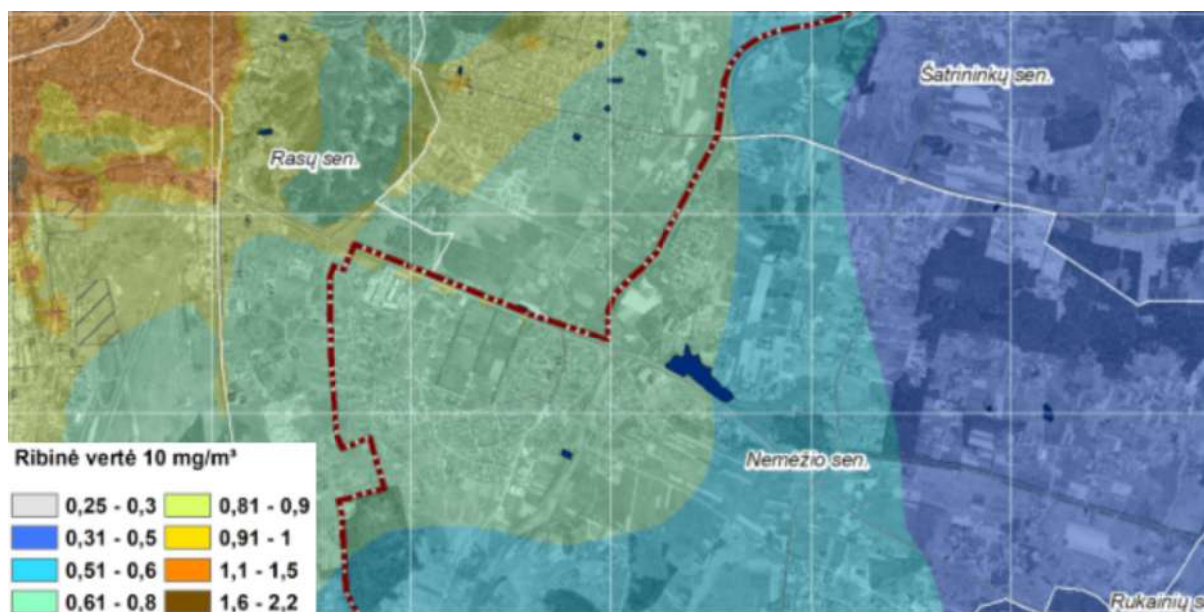 Šatrininkų sen.
Rasų sen.
Nemėžio sen.
Rukainių s
Ribinė vertė 10 mg/m³
0,25 - 0,3
0,81 - 0,9
0,31 - 0,5
0,91 - 1
0,51 - 0,6
1,1 - 1,5
0,61 - 0,8
1,6 - 2,2